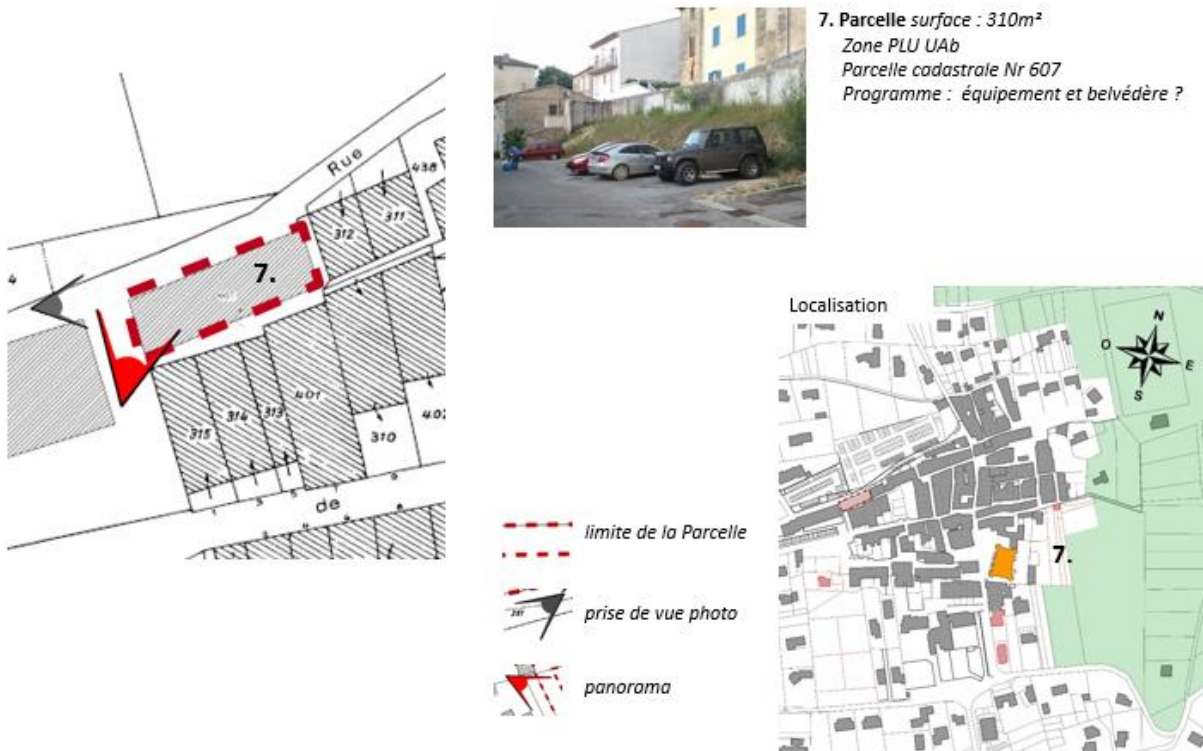 7. Parcelle surface : 310m²
Zone PLU UAb
Parcelle cadastrale Nr 607
Programme : équipement et belvédère ?
Rue
438
311
312
7.
4
401
313
314
315
310
402
de
Localisation
N
O
E
S
7.
limite de la Parcelle
prise de vue photo
panorama